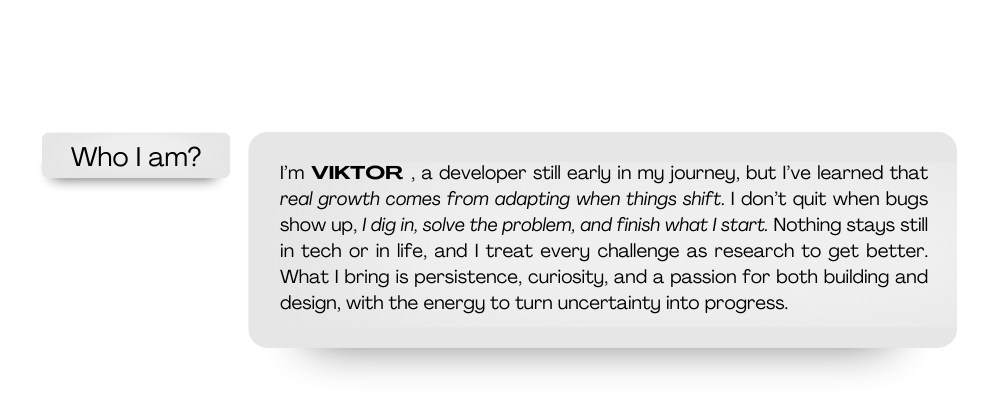 Who I am?
I’m VIKTOR , a developer still early in my journey, but I’ve learned that
real growth comes from adapting when things shift. I don’t quit when bugs
show up, I dig in, solve the problem, and finish what I start. Nothing stays still
in tech or in life, and I treat every challenge as research to get better.
What I bring is persistence, curiosity, and a passion for both building and
design, with the energy to turn uncertainty into progress.